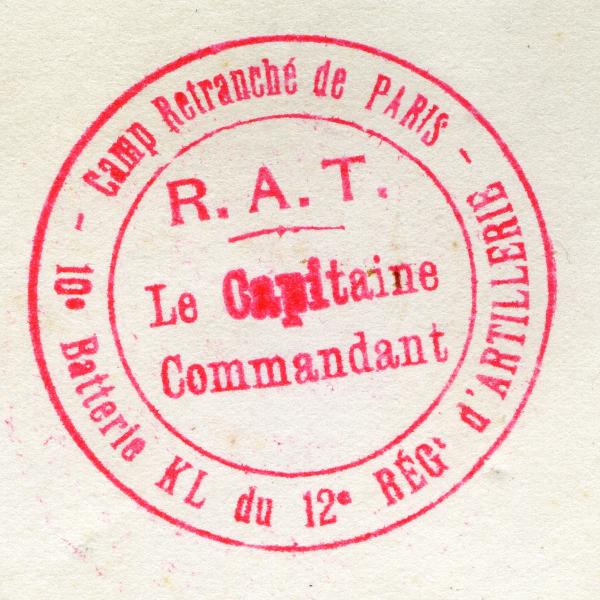 - Camp Retranché de PARIS -
10e Batterie KL du 12e RÉGt d'ARTILLERIE
R. A. T.
Le Capitaine
Commandant